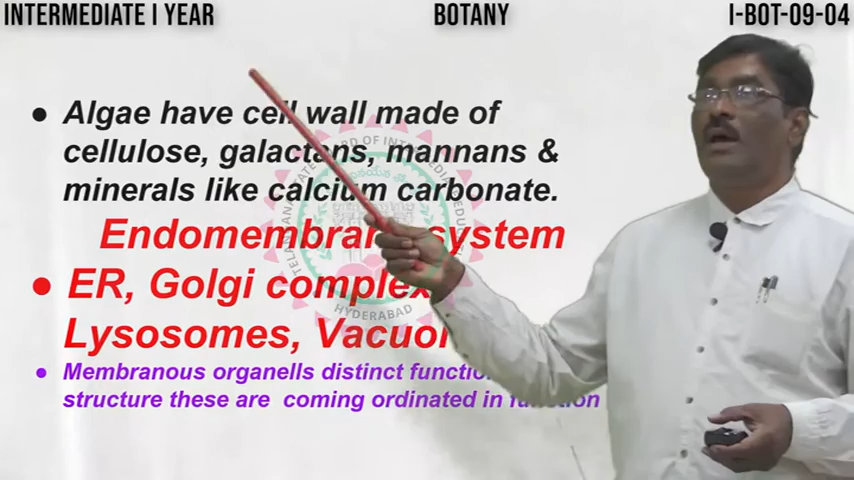 INTERMEDIATE I YEAR BOTANY I-BOT-09-04
● Algae have cell wall made of
cellulose, galactans, mannans &
minerals like calcium carbonate.
Endomembrane system
● ER, Golgi complex
Lysosomes, Vacuol
● Membranous organells distinct functio
structure these are coming ordinated in function
HYDERABAD